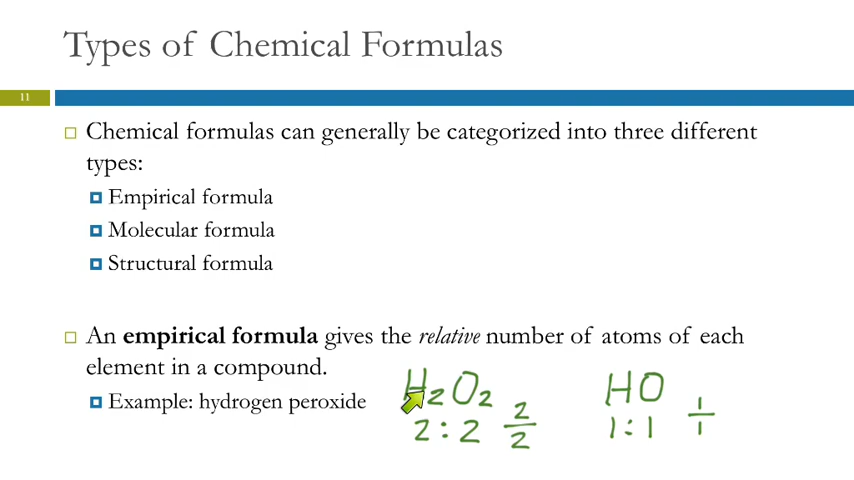 Types of Chemical Formulas
11
Chemical formulas can generally be categorized into three different
types:
Empirical formula
Molecular formula
Structural formula
An empirical formula gives the relative number of atoms of each
element in a compound.
Example: hydrogen peroxide
H₂O₂ HO
2:2 2/2 1:1 1/1